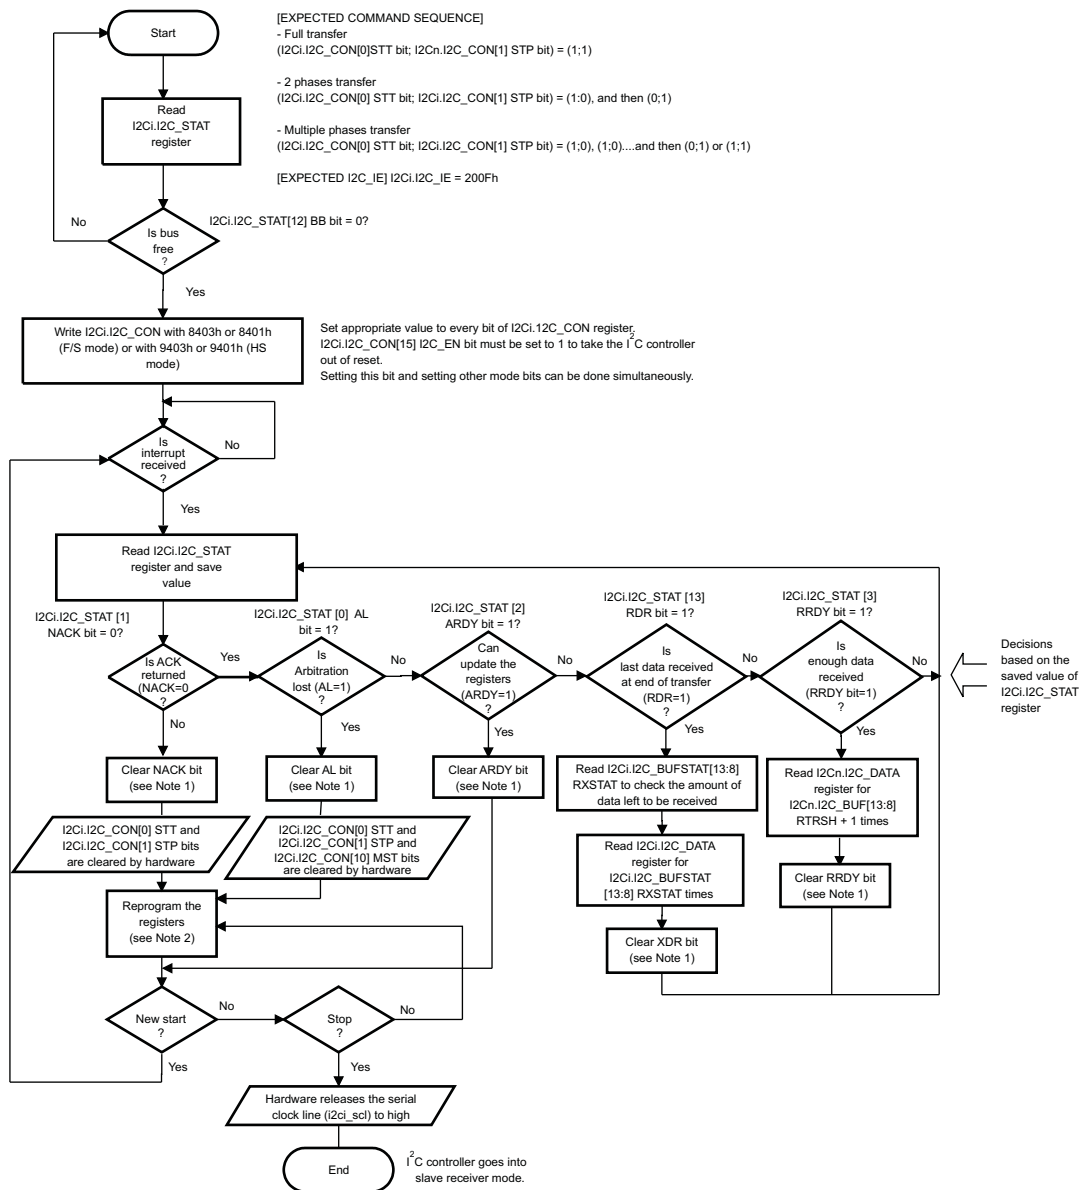 Start
[EXPECTED COMMAND SEQUENCE]
- Full transfer
(I2Ci.I2C_CON[0]STT bit; I2Cn.I2C_CON[1] STP bit) = (1;1)
- 2 phases transfer
(I2Ci.I2C_CON[0] STT bit; I2Ci.I2C_CON[1] STP bit) = (1:0), and then (0;1)
- Multiple phases transfer
(I2Ci.I2C_CON[0] STT bit; I2Ci.I2C_CON[1] STP bit) = (1;0), (1;0)....and then (0;1) or (1;1)
[EXPECTED I2C_IE] I2Ci.I2C_IE = 200Fh
Read
I2Ci.I2C_STAT
register
No
I2Ci.I2C_STAT[12] BB bit = 0?
Is bus
free
?
Yes
Write I2Ci.I2C_CON with 8403h or 8401h
(F/S mode) or with 9403h or 9401h (HS
mode)
Set appropriate value to every bit of I2Ci.12C_CON register.
I2Ci.I2C_CON[15] I2C_EN bit must be set to 1 to take the I2C controller
out of reset.
Setting this bit and setting other mode bits can be done simultaneously.
Is
interrupt
received
?
No
Yes
Read I2Ci.I2C_STAT
register and save
value
I2Ci.I2C_STAT [1]
NACK bit = 0?
I2Ci.I2C_STAT [0] AL
bit = 1?
I2Ci.I2C_STAT [2]
ARDY bit = 1?
I2Ci.I2C_STAT [13]
RDR bit = 1?
I2Ci.I2C_STAT [3]
RRDY bit = 1?
Is ACK
returned
(NACK=0
?
Yes
No
Is
Arbitration
lost (AL=1)
?
No
Yes
Can
update the
registers
(ARDY=1)
?
No
Yes
Is
last data received
at end of transfer
(RDR=1)
?
No
Yes
Is
enough data
received
(RRDY bit=1)
?
No
Yes
Decisions
based on the
saved value of
I2Ci.I2C_STAT
register
Clear NACK bit
(see Note 1)
Clear AL bit
(see Note 1)
Clear ARDY bit
(see Note 1)
Read I2Ci.I2C_BUFSTAT[13:8]
RXSTAT to check the amount of
data left to be received
Read I2Cn.I2C_DATA
register for
I2Cn.I2C_BUF[13:8]
RTRSH + 1 times
I2Ci.I2C_CON[0] STT and
I2Ci.I2C_CON[1] STP bits
are cleared by hardware
I2Ci.I2C_CON[0] STT and
I2Ci.I2C_CON[1] STP and
I2Ci.I2C_CON[10] MST bits
are cleared by hardware
Read I2Ci.I2C_DATA
register for
I2Ci.I2C_BUFSTAT
[13:8] RXSTAT times
Clear RRDY bit
(see Note 1)
Reprogram the
registers
(see Note 2)
Clear XDR bit
(see Note 1)
New start
?
No
Yes
Stop
?
No
Yes
Hardware releases the serial
clock line (i2ci_scl) to high
End
I2C controller goes into
slave receiver mode.